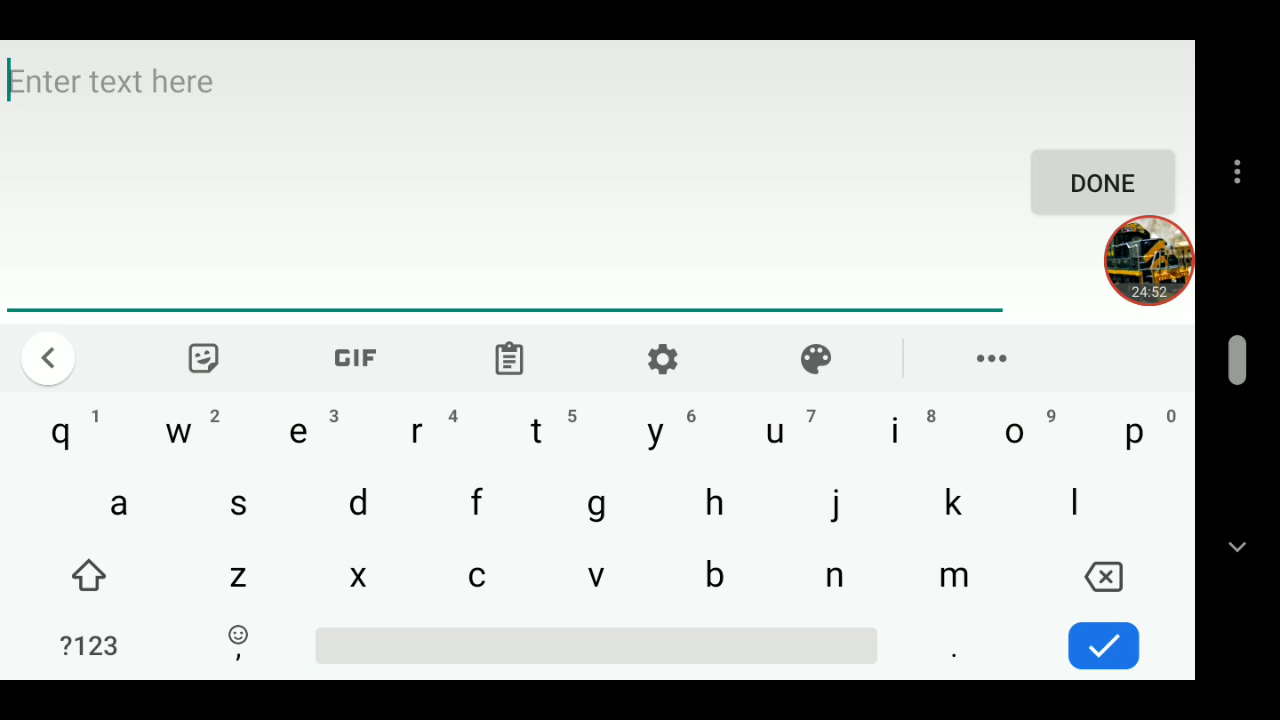 Enter text here
DONE
24:52
GIF
q 1 w 2 e 3 r 4 t 5 y 6 u 7 i 8 o 9 p 0
a s d f g h j k l
z x c v b n m
?123 , .